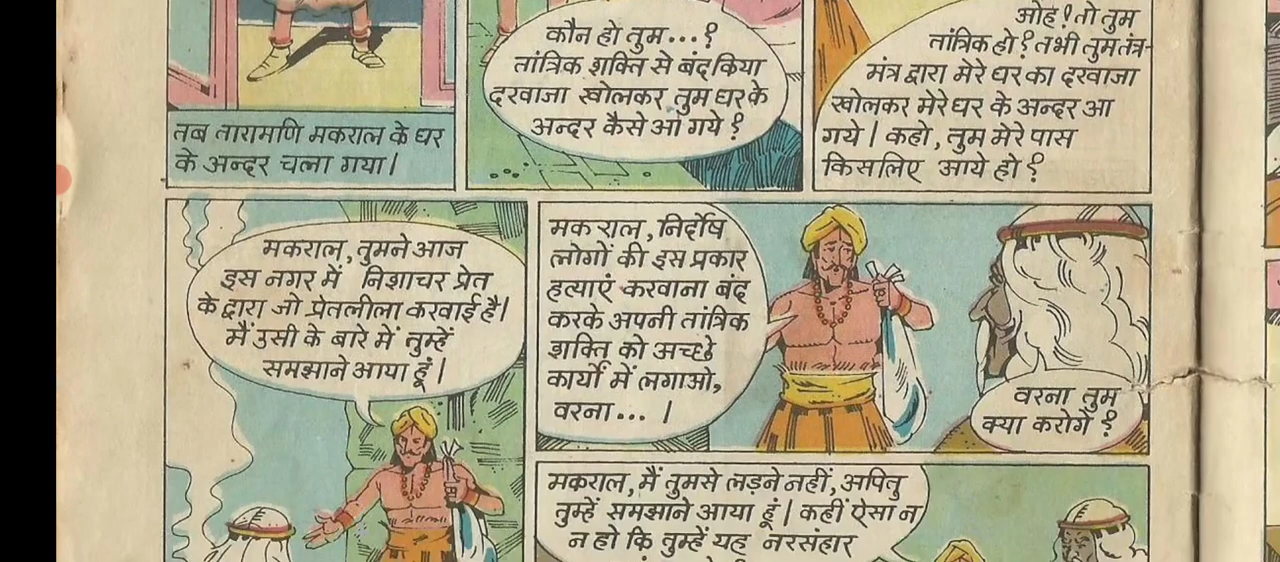 तब तारामणि मकराल के घर
के अन्दर चला गया।
कौन हो तुम...?
तांत्रिक शक्ति से बंद किया
दरवाजा खोलकर तुम घर के
अन्दर कैसे आ गये?
ओह! तो तुम
तांत्रिक हो? तभी तुम तंत्र-
मंत्र द्वारा मेरे घर का दरवाजा
खोलकर मेरे घर के अन्दर आ
गये। कहो, तुम मेरे पास
किसलिए आये हो?
मकराल, तुमने आज
इस नगर में निशाचर प्रेत
के द्वारा जो प्रेतलीला करवाई है।
मैं उसी के बारे में तुम्हें
समझाने आया हूं।
मकराल, निर्दोष
लोगों की इस प्रकार
हत्याएं करवाना बंद
करके अपनी तांत्रिक
शक्ति को अच्छे
कार्यों में लगाओ,
वरना... ।
वरना तुम
क्या करोगे?
मकराल, मैं तुमसे लड़ने नहीं, अपितु
तुम्हें समझाने आया हूं। कहीं ऐसा न
न हो कि तुम्हें यह नरसंहार